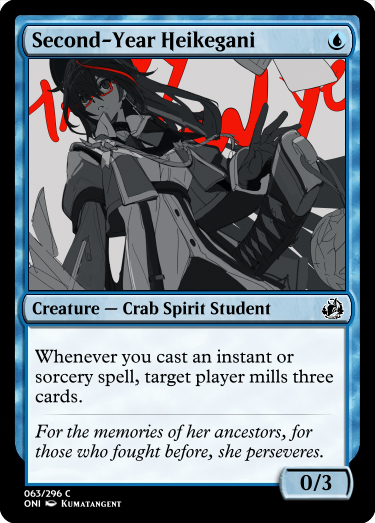 Second-Year Heikegani
Creature — Crab Spirit Student
Whenever you cast an instant or
sorcery spell, target player mills three
cards.
For the memories of her ancestors, for
those who fought before, she perseveres.
0/3
063/296 C
ONI KUMATANGENT